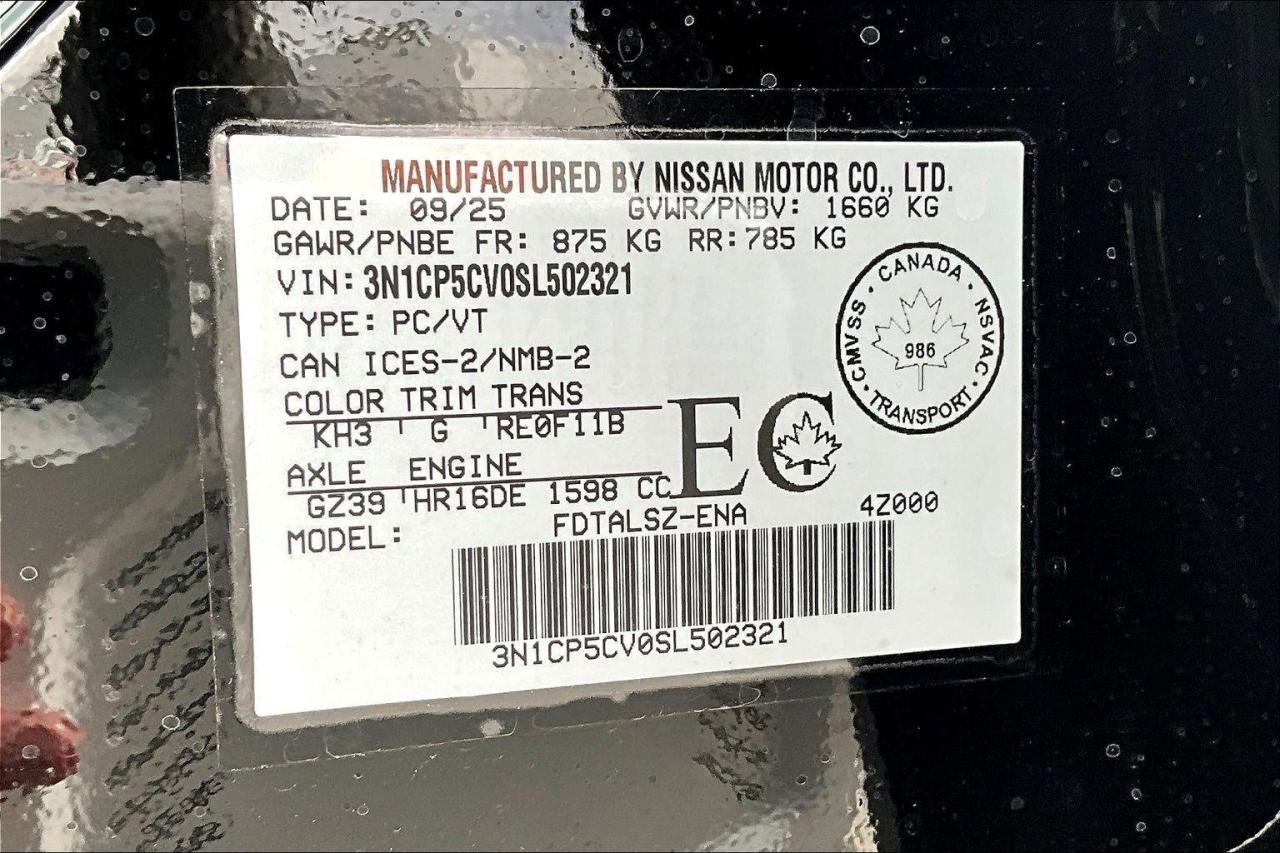 MANUFACTURED BY NISSAN MOTOR CO., LTD.
DATE: 09/25 GVWR/PNBV: 1660 KG
GAWR/PNBE FR: 875 KG RR: 785 KG
VIN: 3N1CP5CV0SL502321
TYPE: PC/VT
CAN ICES-2/NMB-2
COLOR TRIM TRANS
KH3 G RE0F11B
AXLE ENGINE
GZ39 HR16DE 1598 CC
MODEL: FDTALSZ-ENA 4Z000
3N1CP5CV0SL502321
EC
CANADA · NSVAC · TRANSPORT · CMVSS ·
986